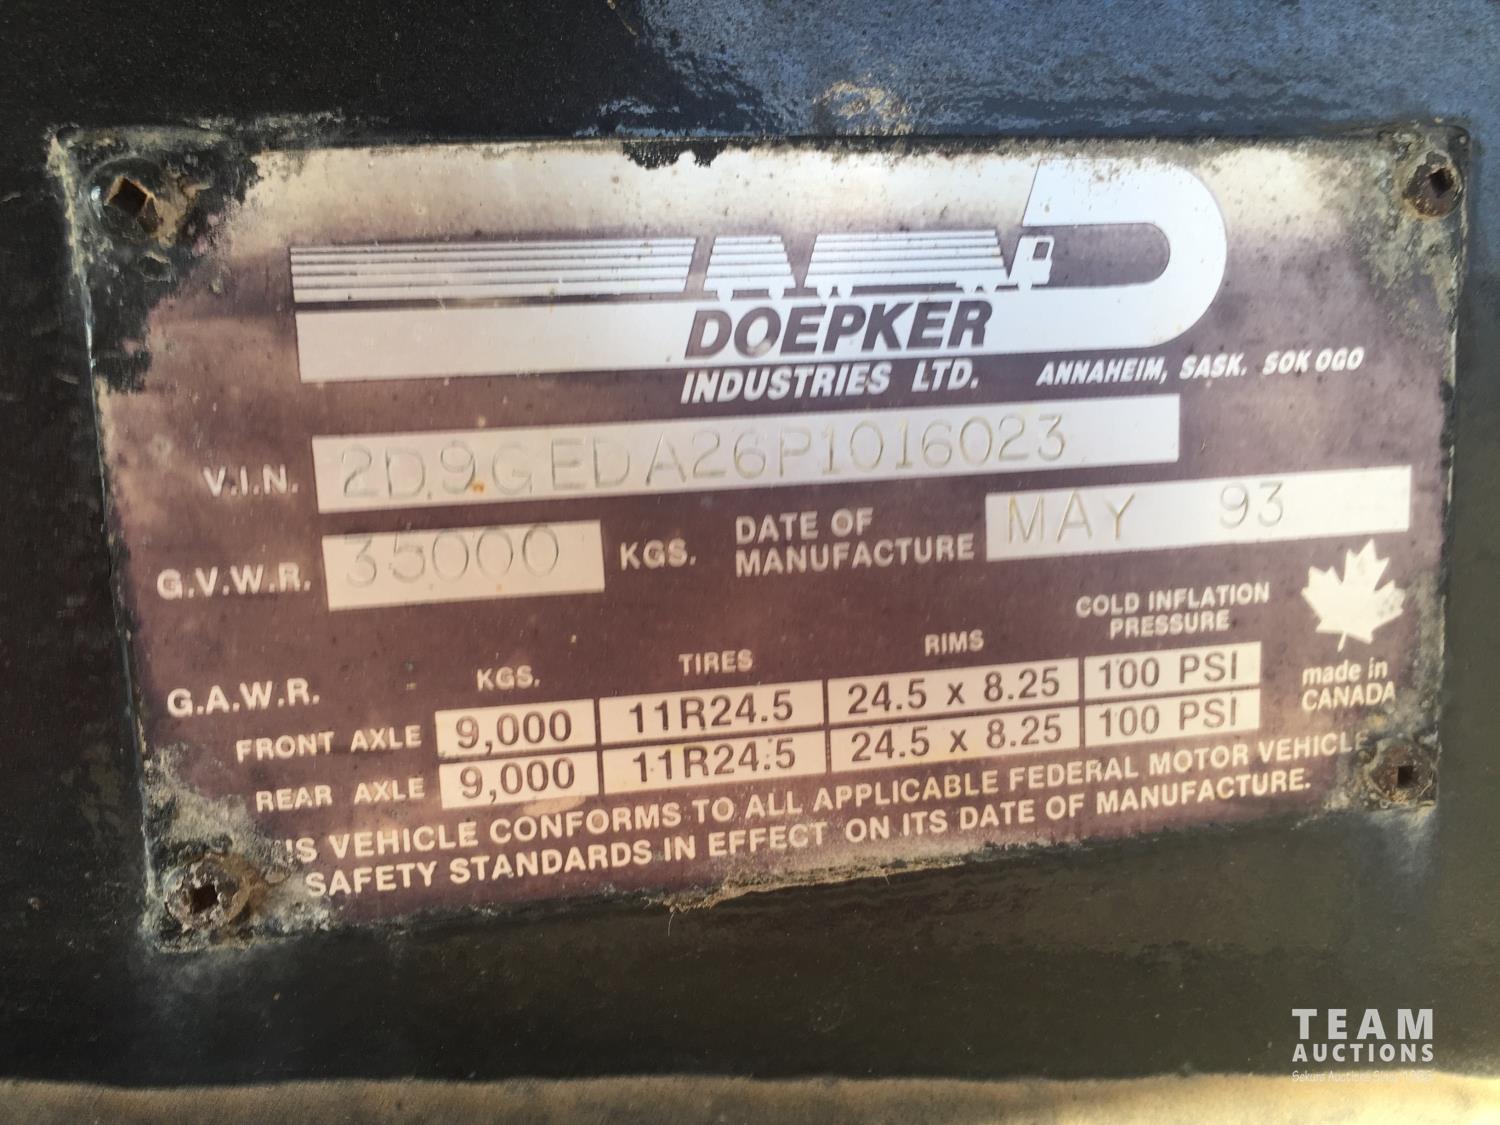 DOEPKER
INDUSTRIES LTD. ANNAHEIM, SASK. SOK OGO
V.I.N. 2D9GEDA26P1016023
G.V.W.R. 35000 KGS. DATE OF MANUFACTURE MAY 93
G.A.W.R. KGS. TIRES RIMS COLD INFLATION PRESSURE
FRONT AXLE 9,000 11R24.5 24.5 x 8.25 100 PSI
REAR AXLE 9,000 11R24.5 24.5 x 8.25 100 PSI
made in
CANADA
IS VEHICLE CONFORMS TO ALL APPLICABLE FEDERAL MOTOR VEHICLE
SAFETY STANDARDS IN EFFECT ON ITS DATE OF MANUFACTURE.
TEAM
AUCTIONS